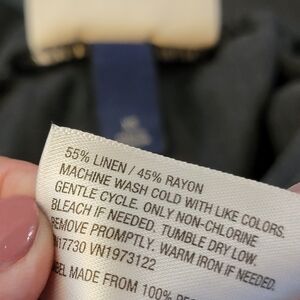 55% LINEN / 45% RAYON
MACHINE WASH COLD WITH LIKE COLORS.
GENTLE CYCLE. ONLY NON-CHLORINE
BLEACH IF NEEDED. TUMBLE DRY LOW.
REMOVE PROMPTLY. WARM IRON IF NEEDED.
17730 VN1973122
MADE FROM 100%